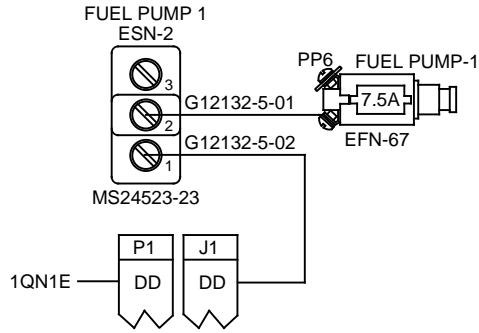 FUEL PUMP 1
ESN-2
PP6
FUEL PUMP-1
3
G12132-5-01
2
7.5A
G12132-5-02
EFN-67
1
MS24523-23
P1
J1
1QN1E
DD
DD